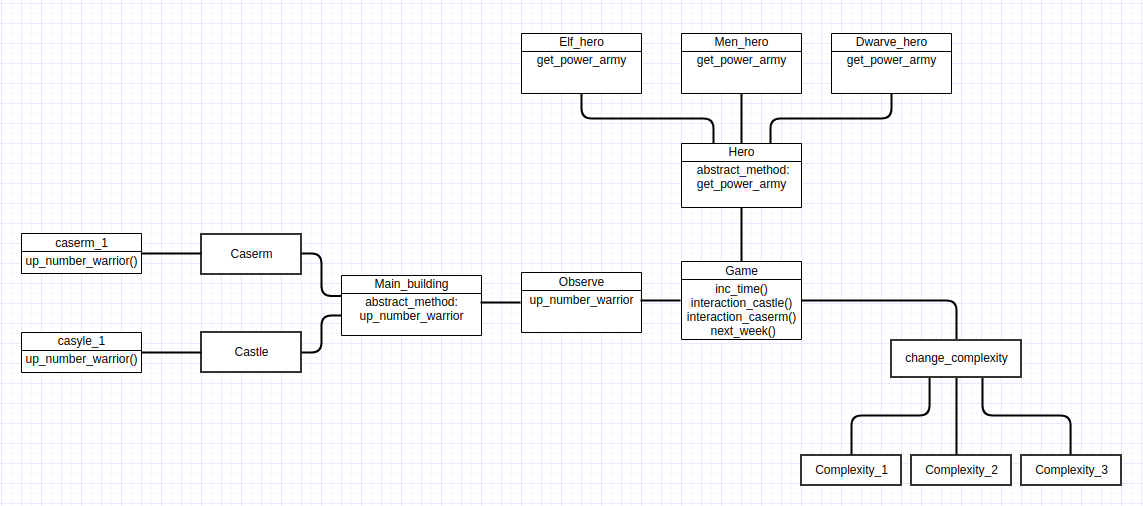 Elf_hero
get_power_army
Men_hero
get_power_army
Dwarve_hero
get_power_army
Hero
abstract_method:
get_power_army
caserm_1
up_number_warrior()
Caserm
casyle_1
up_number_warrior()
Castle
Main_building
abstract_method:
up_number_warrior
Observe
up_number_warrior
Game
inc_time()
interaction_castle()
interaction_caserm()
next_week()
change_complexity
Complexity_1
Complexity_2
Complexity_3